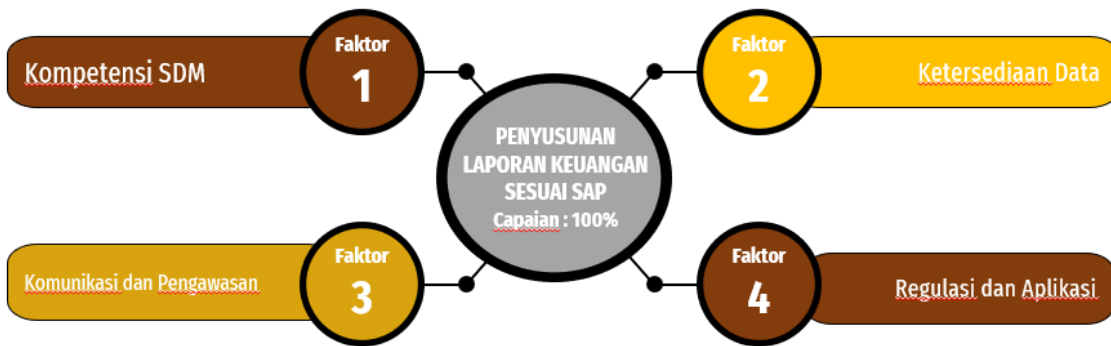 Kompetensi SDM
Faktor
1
Faktor
2
Ketersediaan Data
PENYUSUNAN
LAPORAN KEUANGAN
SESUAI SAP
Capaian : 100%
Komunikasi dan Pengawasan
Faktor
3
Faktor
4
Regulasi dan Aplikasi